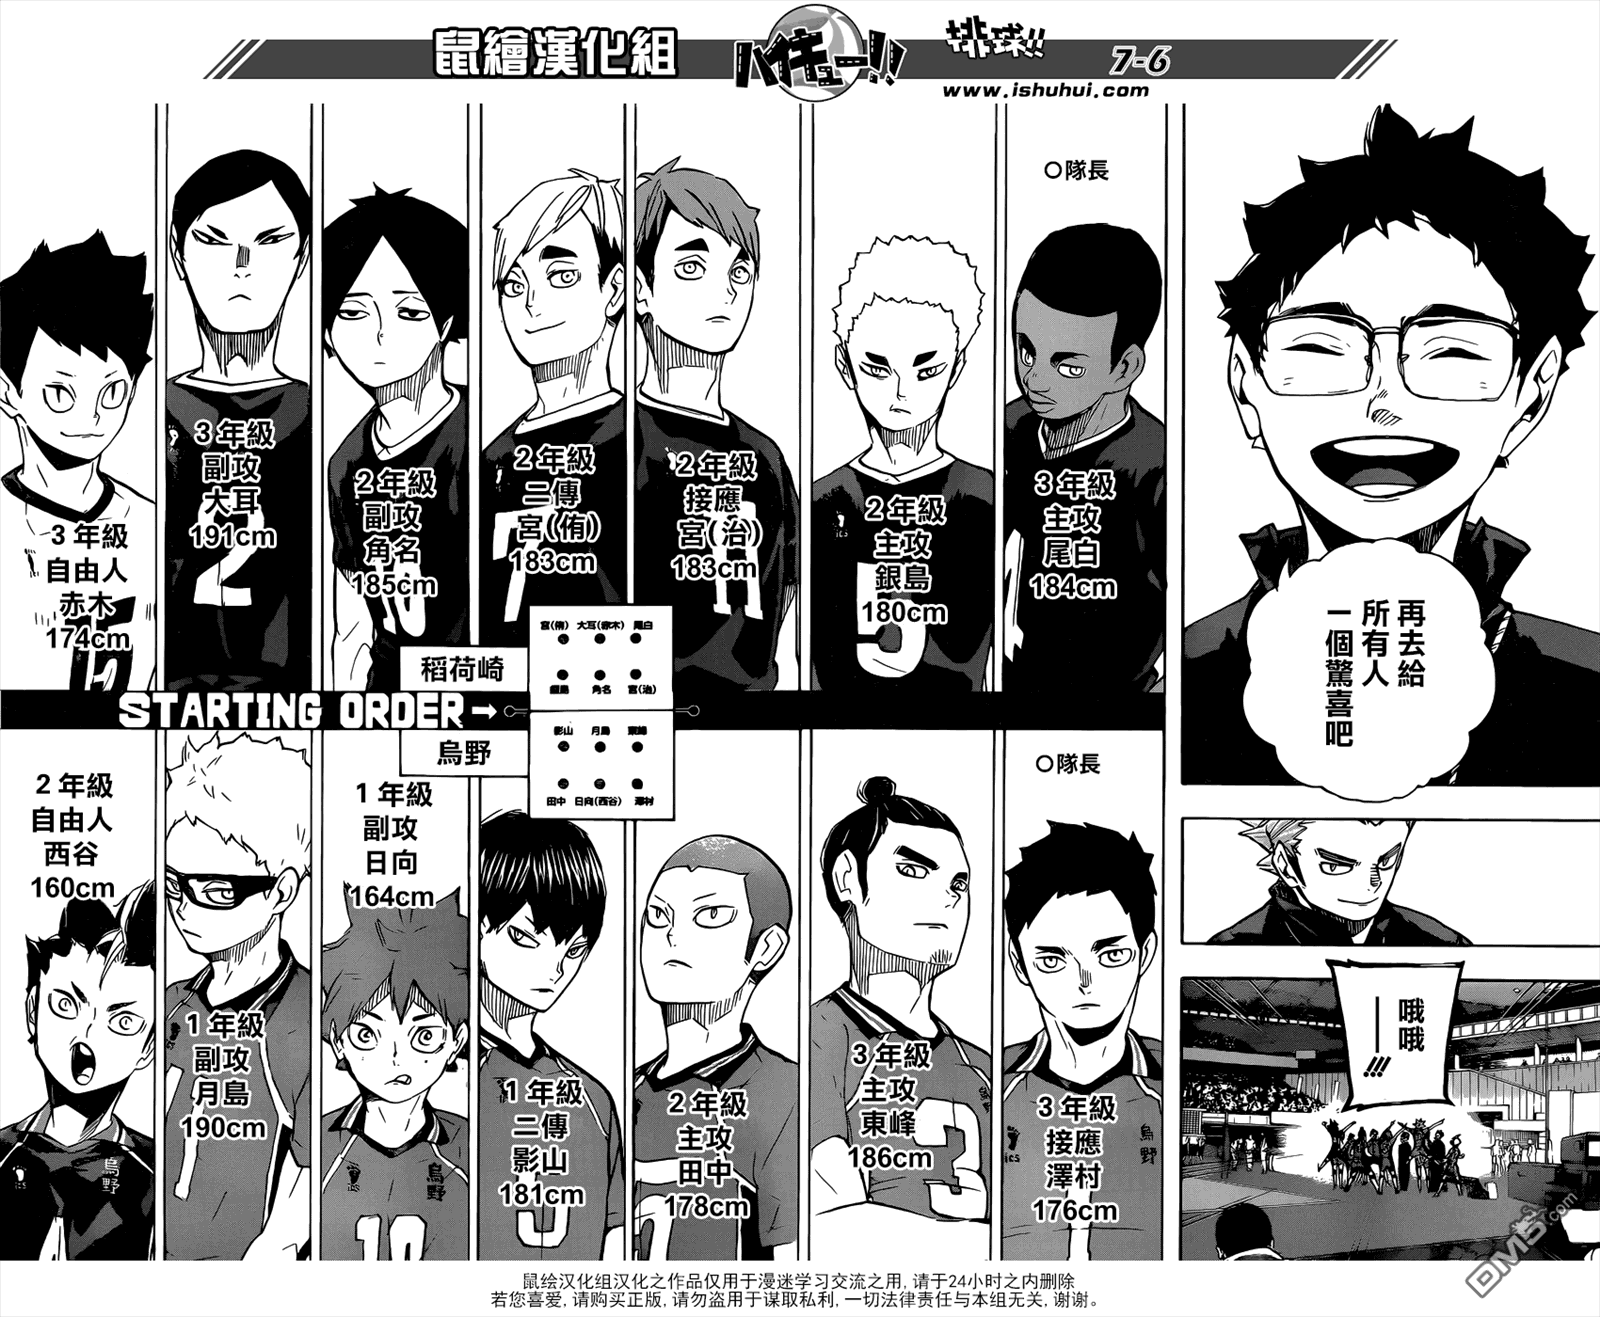 鼠繪漢化組
ハイキュー!!
排球!!
7-6
www.ishuhui.com
3年級
自由人
赤木
174cm
3年級
副攻
大耳
191cm
2年級
副攻
角名
185cm
2年級
二傳
宮(侑)
183cm
2年級
接應
宮(治)
183cm
2年級
主攻
銀島
180cm
○隊長
3年級
主攻
尾白
184cm
再去給
所有人
一個驚喜吧
稻荷崎
宮(侑) 大耳(赤木) 尾白
銀島 角名 宮(治)
STARTING ORDER→
烏野
影山 月島 東峰
田中 日向(西谷) 澤村
2年級
自由人
西谷
160cm
1年級
副攻
月島
190cm
1年級
副攻
日向
164cm
1年級
二傳
影山
181cm
2年級
主攻
田中
178cm
3年級
主攻
東峰
186cm
○隊長
3年級
接應
澤村
176cm
烏野
烏野
ICS
哦哦
——!!!
DM5.com
鼠绘汉化组汉化之作品仅用于漫迷学习交流之用,请于24小时之内删除
若您喜爱,请购买正版,请勿盗用于谋取私利,一切法律责任与本组无关,谢谢。